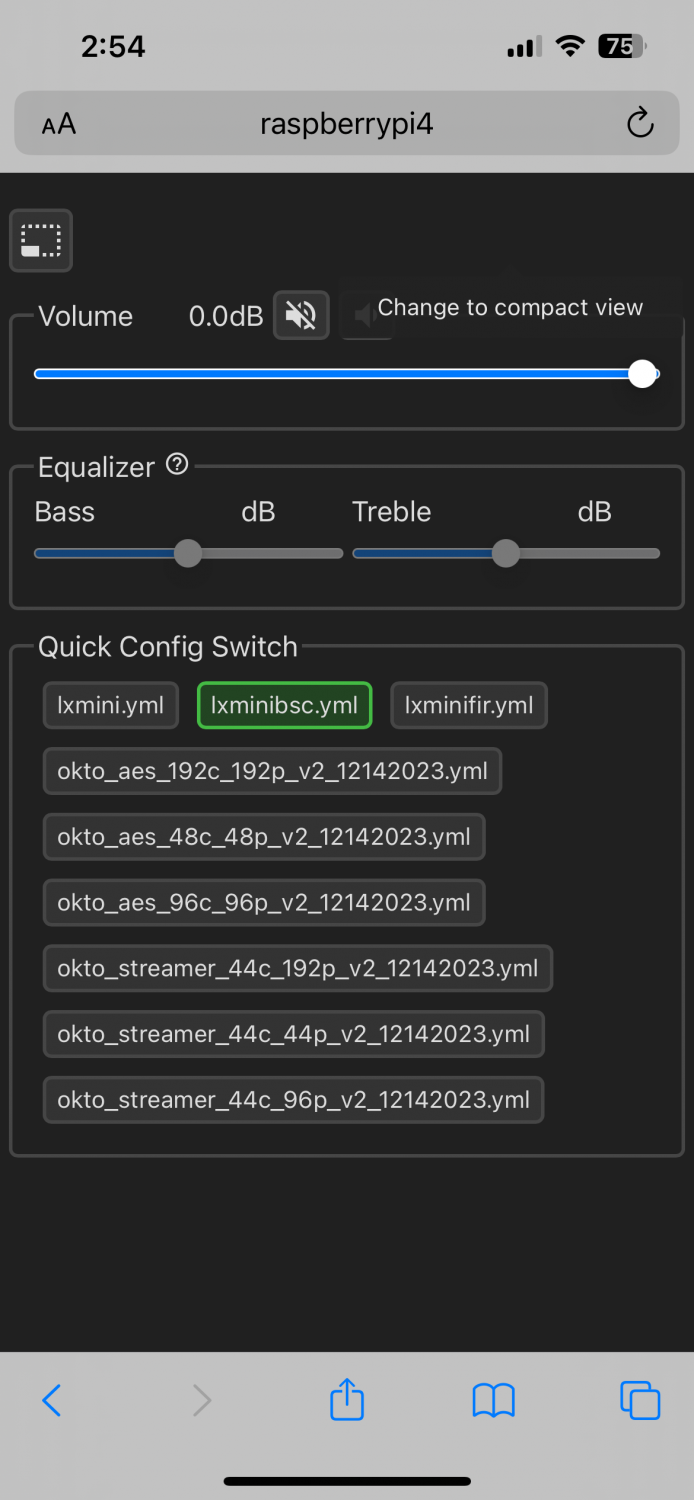 2:54
75
AA
raspberrypi4
Change to compact view
Volume 0.0dB
Equalizer ?
Bass dB Treble dB
Quick Config Switch
lxmini.yml lxminibsc.yml lxminifir.yml
okto_aes_192c_192p_v2_12142023.yml
okto_aes_48c_48p_v2_12142023.yml
okto_aes_96c_96p_v2_12142023.yml
okto_streamer_44c_192p_v2_12142023.yml
okto_streamer_44c_44p_v2_12142023.yml
okto_streamer_44c_96p_v2_12142023.yml